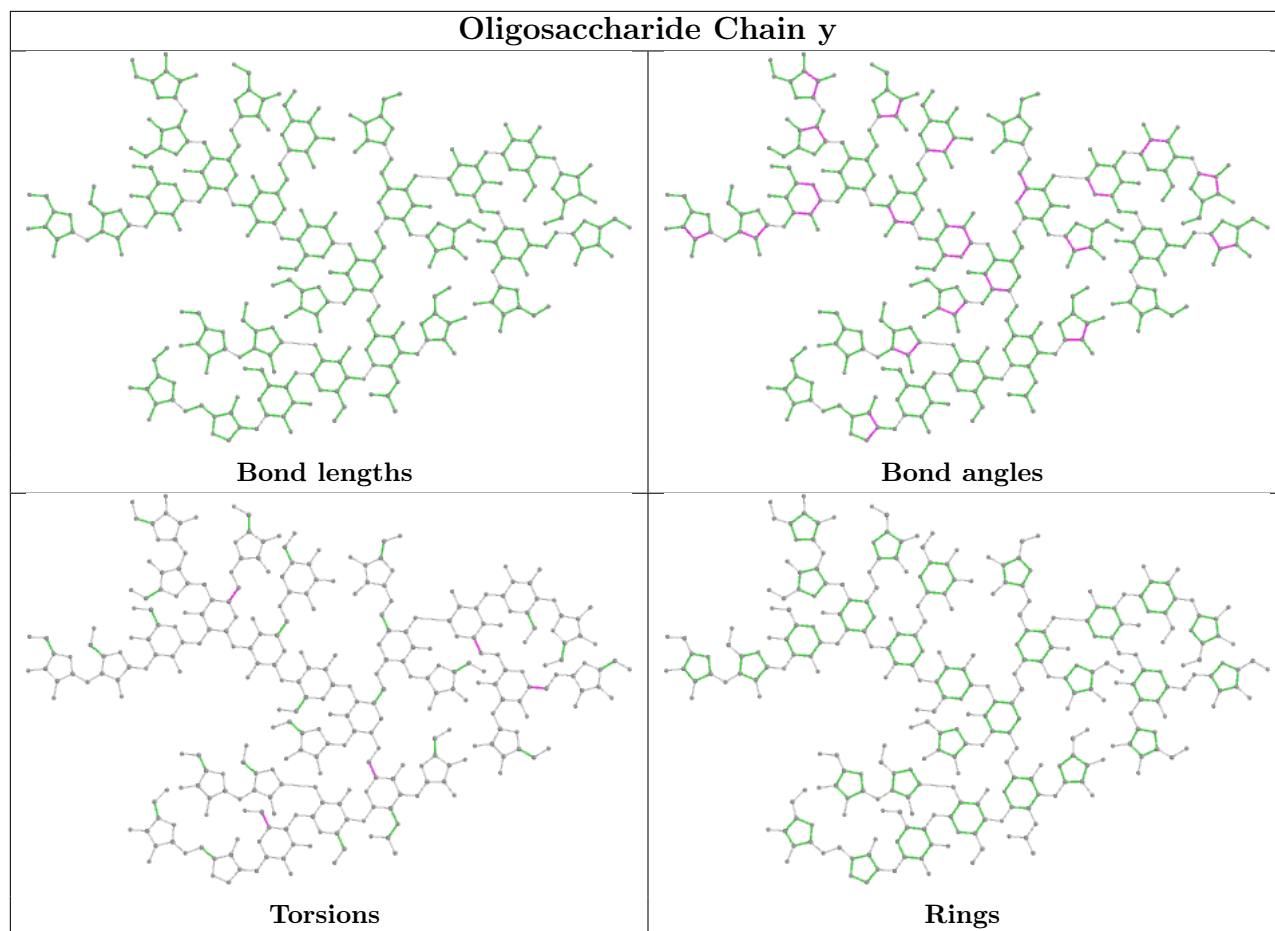 Oligosaccharide Chain y
Bond lengths
Bond angles
Torsions
Rings